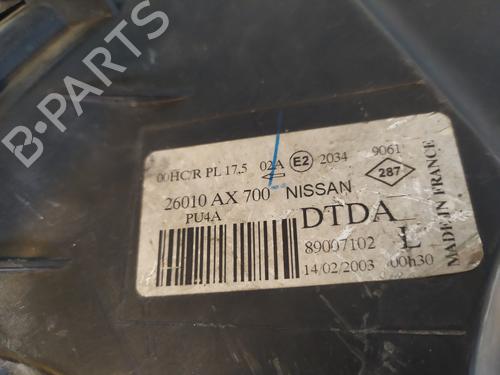 B-PARTS
00HC/R PL 17,5 02A E2 2034 9061
287
26010 AX 700 NISSAN
PU4A
DTDA
89007102 L
14/02/2003 00h30
MADE IN FRANCE